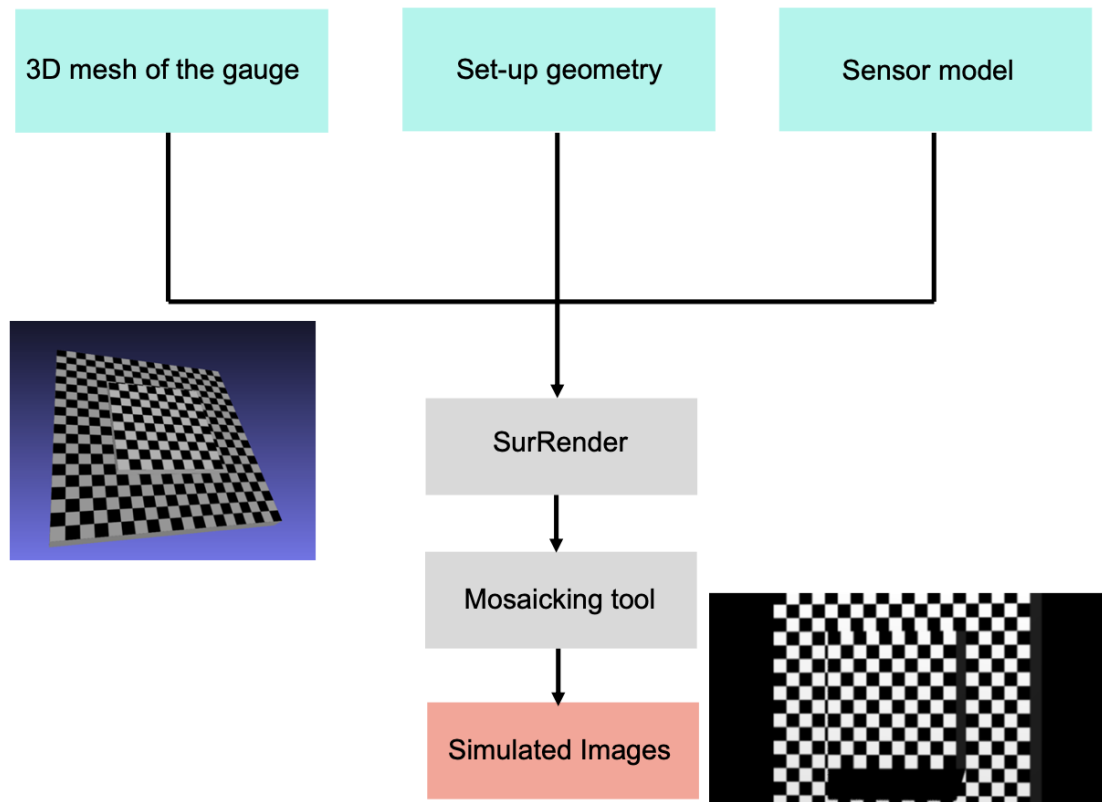 3D mesh of the gauge
Set-up geometry
Sensor model
SurRender
Mosaicking tool
Simulated Images